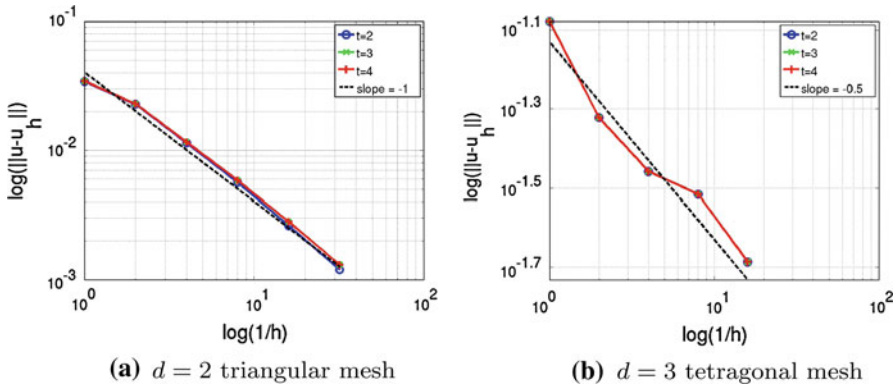 10^-1
10^-2
10^-3
10^0
10^1
10^2
log(||u-u_h||)
log(1/h)
t=2
t=3
t=4
slope = -1
(a) d = 2 triangular mesh
10^-1.1
10^-1.3
10^-1.5
10^-1.7
10^0
10^1
10^2
log(||u-u_h||)
log(1/h)
t=2
t=3
t=4
slope = -0.5
(b) d = 3 tetragonal mesh